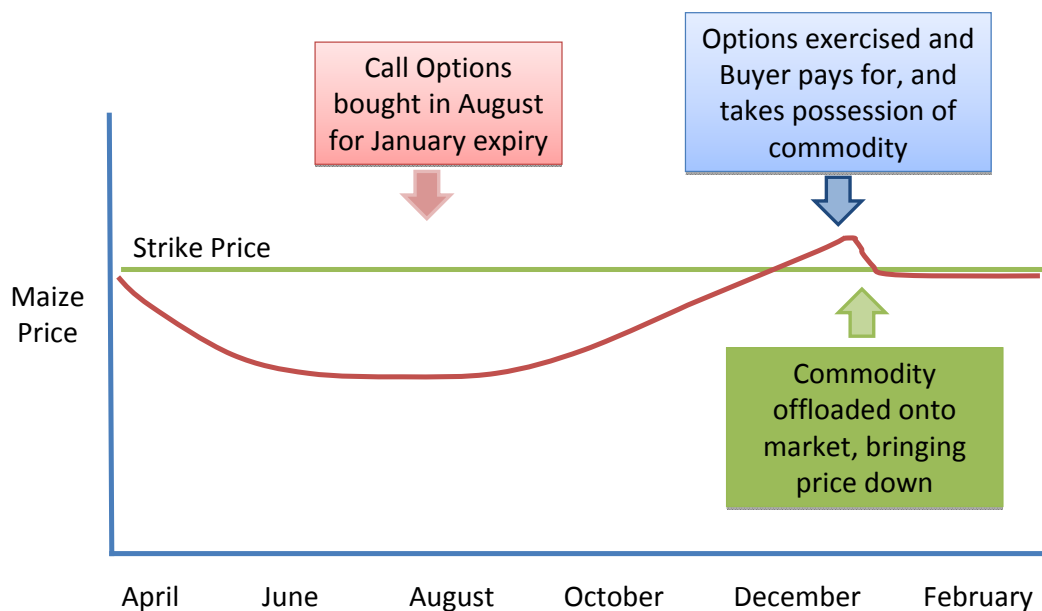 Call Options
bought in August
for January expiry
Options exercised and
Buyer pays for, and
takes possession of
commodity
Strike Price
Maize
Price
Commodity
offloaded onto
market, bringing
price down
April June August October December February